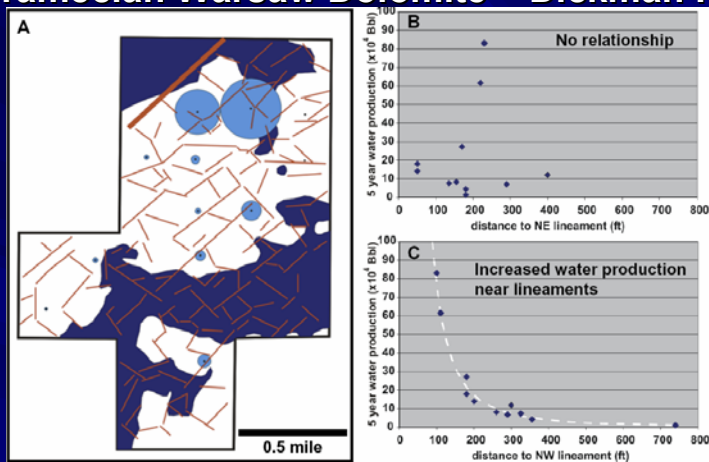 Warsaw Dolomite
A
0.5 mile
B
No relationship
5 year water production (x10⁴ Bbl)
100
90
80
70
60
50
40
30
20
10
0
0 100 200 300 400 500 600 700 800
distance to NE lineament (ft)
C
Increased water production
near lineaments
5 year water production (x10⁴ Bbl)
100
90
80
70
60
50
40
30
20
10
0
0 100 200 300 400 500 600 700 800
distance to NW lineament (ft)